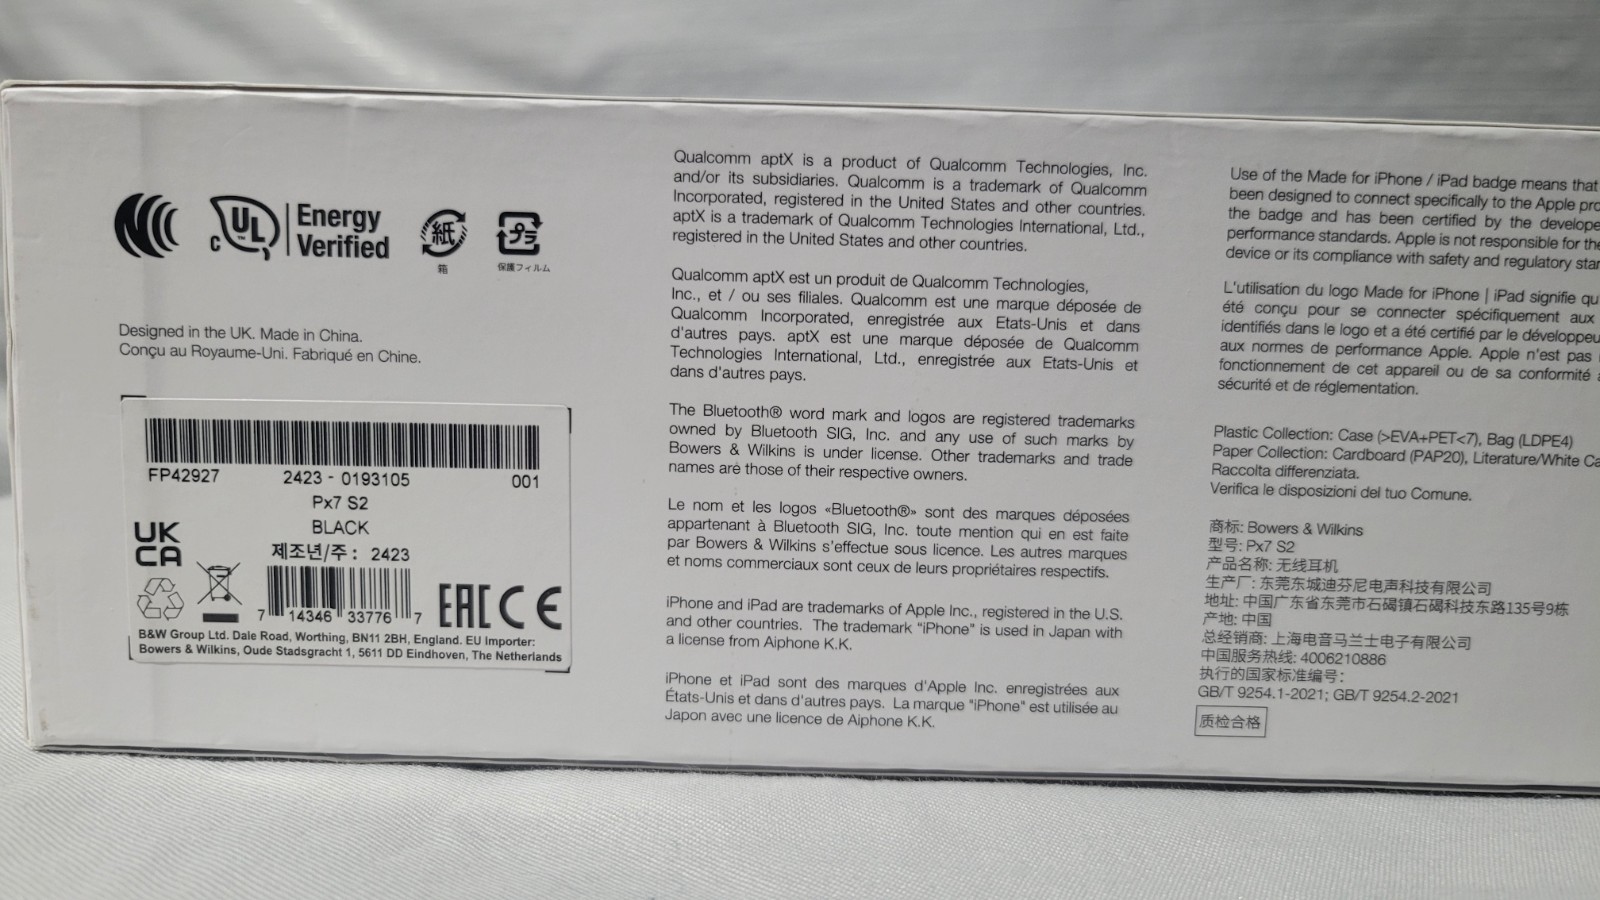 UL
C
TM
Energy
Verified
紙
箱
プラ
保護フィルム
Designed in the UK. Made in China.
Conçu au Royaume-Uni. Fabriqué en Chine.
FP42927 2423 - 0193105 001
Px7 S2
BLACK
제조년/주 : 2423
UK
CA
7 14346 33776 7
EAC CE
B&W Group Ltd. Dale Road, Worthing, BN11 2BH, England. EU Importer:
Bowers & Wilkins, Oude Stadsgracht 1, 5611 DD Eindhoven, The Netherlands
Qualcomm aptX is a product of Qualcomm Technologies, Inc.
and/or its subsidiaries. Qualcomm is a trademark of Qualcomm
Incorporated, registered in the United States and other countries.
aptX is a trademark of Qualcomm Technologies International, Ltd.,
registered in the United States and other countries.
Qualcomm aptX est un produit de Qualcomm Technologies,
Inc., et / ou ses filiales. Qualcomm est une marque déposée de
Qualcomm Incorporated, enregistrée aux Etats-Unis et dans
d'autres pays. aptX est une marque déposée de Qualcomm
Technologies International, Ltd., enregistrée aux Etats-Unis et
dans d'autres pays.
The Bluetooth® word mark and logos are registered trademarks
owned by Bluetooth SIG, Inc. and any use of such marks by
Bowers & Wilkins is under license. Other trademarks and trade
names are those of their respective owners.
Le nom et les logos «Bluetooth®» sont des marques déposées
appartenant à Bluetooth SIG, Inc. toute mention qui en est faite
par Bowers & Wilkins s'effectue sous licence. Les autres marques
et noms commerciaux sont ceux de leurs propriétaires respectifs.
iPhone and iPad are trademarks of Apple Inc., registered in the U.S.
and other countries. The trademark "iPhone" is used in Japan with
a license from Aiphone K.K.
iPhone et iPad sont des marques d'Apple Inc. enregistrées aux
États-Unis et dans d'autres pays. La marque "iPhone" est utilisée au
Japon avec une licence de Aiphone K.K.
Use of the Made for iPhone / iPad badge means that
been designed to connect specifically to the Apple pro
the badge and has been certified by the develope
performance standards. Apple is not responsible for the
device or its compliance with safety and regulatory star
L'utilisation du logo Made for iPhone | iPad signifie qu
été conçu pour se connecter spécifiquement aux
identifiés dans le logo et a été certifié par le développeu
aux normes de performance Apple. Apple n'est pas
fonctionnement de cet appareil ou de sa conformité
sécurité et de réglementation.
Plastic Collection: Case (>EVA+PET<7), Bag (LDPE4)
Paper Collection: Cardboard (PAP20), Literature/White Ca
Raccolta differenziata.
Verifica le disposizioni del tuo Comune.
商标: Bowers & Wilkins
型号: Px7 S2
产品名称: 无线耳机
生产厂: 东莞东城迪芬尼电声科技有限公司
地址: 中国广东省东莞市石碣镇石碣科技东路135号9栋
产地: 中国
总经销商: 上海电音马兰士电子有限公司
中国服务热线: 4006210886
执行的国家标准编号:
GB/T 9254.1-2021; GB/T 9254.2-2021
质检合格